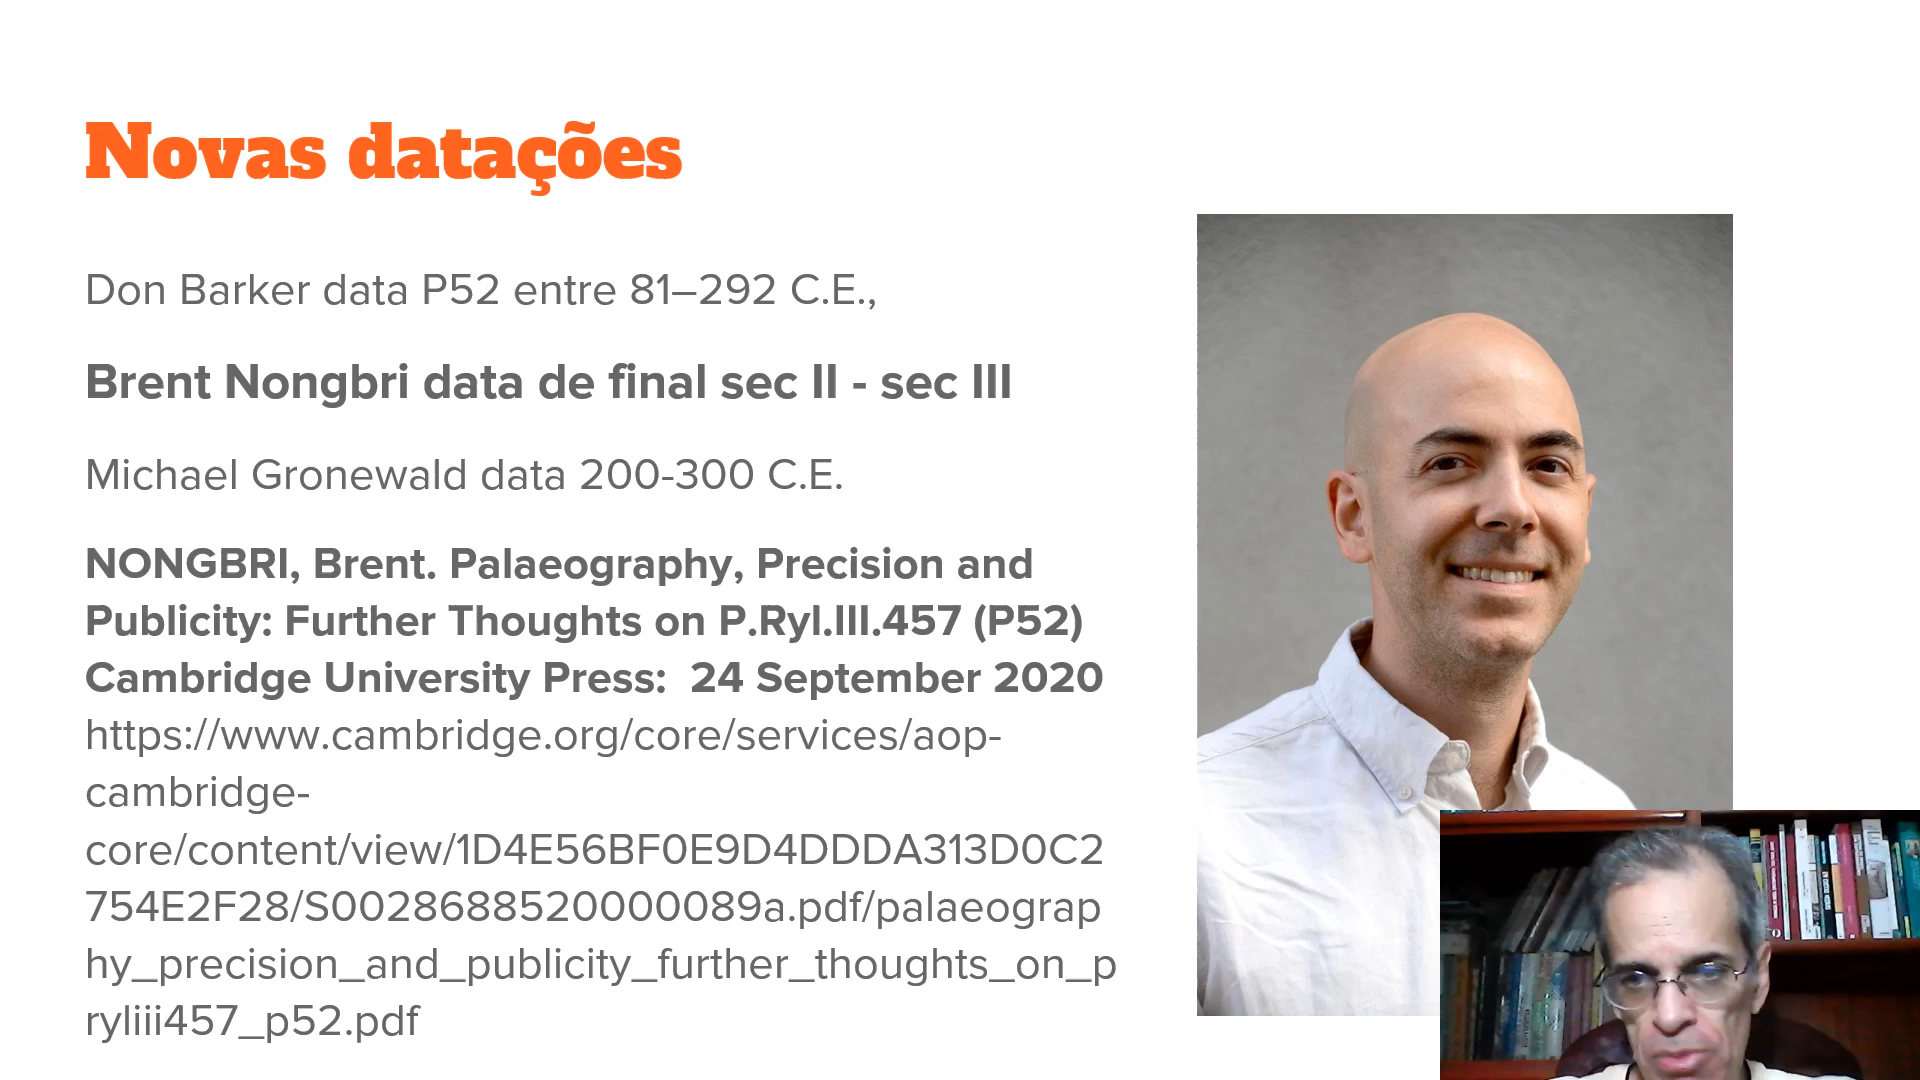 Novas datações
Don Barker data P52 entre 81–292 C.E.,
Brent Nongbri data de final sec II - sec III
Michael Gronewald data 200-300 C.E.
NONGBRI, Brent. Palaeography, Precision and
Publicity: Further Thoughts on P.Ryl.III.457 (P52)
Cambridge University Press:  24 September 2020
https://www.cambridge.org/core/services/aop-
cambridge-
core/content/view/1D4E56BF0E9D4DDDA313D0C2
754E2F28/S0028688520000089a.pdf/palaeograp
hy_precision_and_publicity_further_thoughts_on_p
ryliii457_p52.pdf